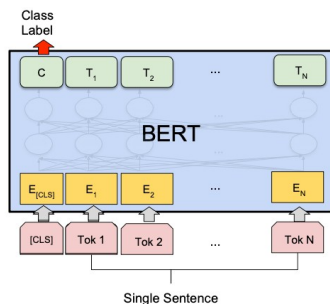 Class
Label
C T1 T2 ... TN
BERT
E[CLS] E1 E2 ... EN
[CLS] Tok 1 Tok 2 ... Tok N
Single Sentence